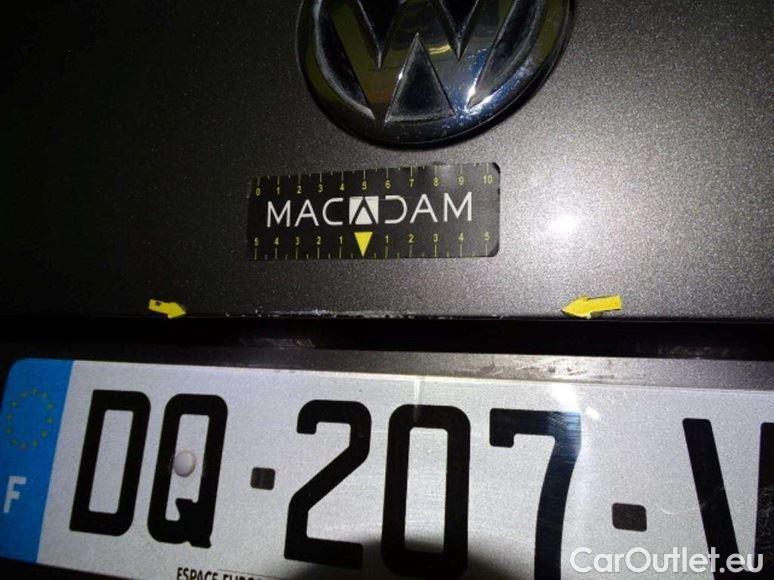 0 1 2 3 4 5 6 7 8 9 10
MACADAM
5 4 3 2 1 1 2 3 4 5
F
DQ-207-V
ESPACE
CarOutlet.eu